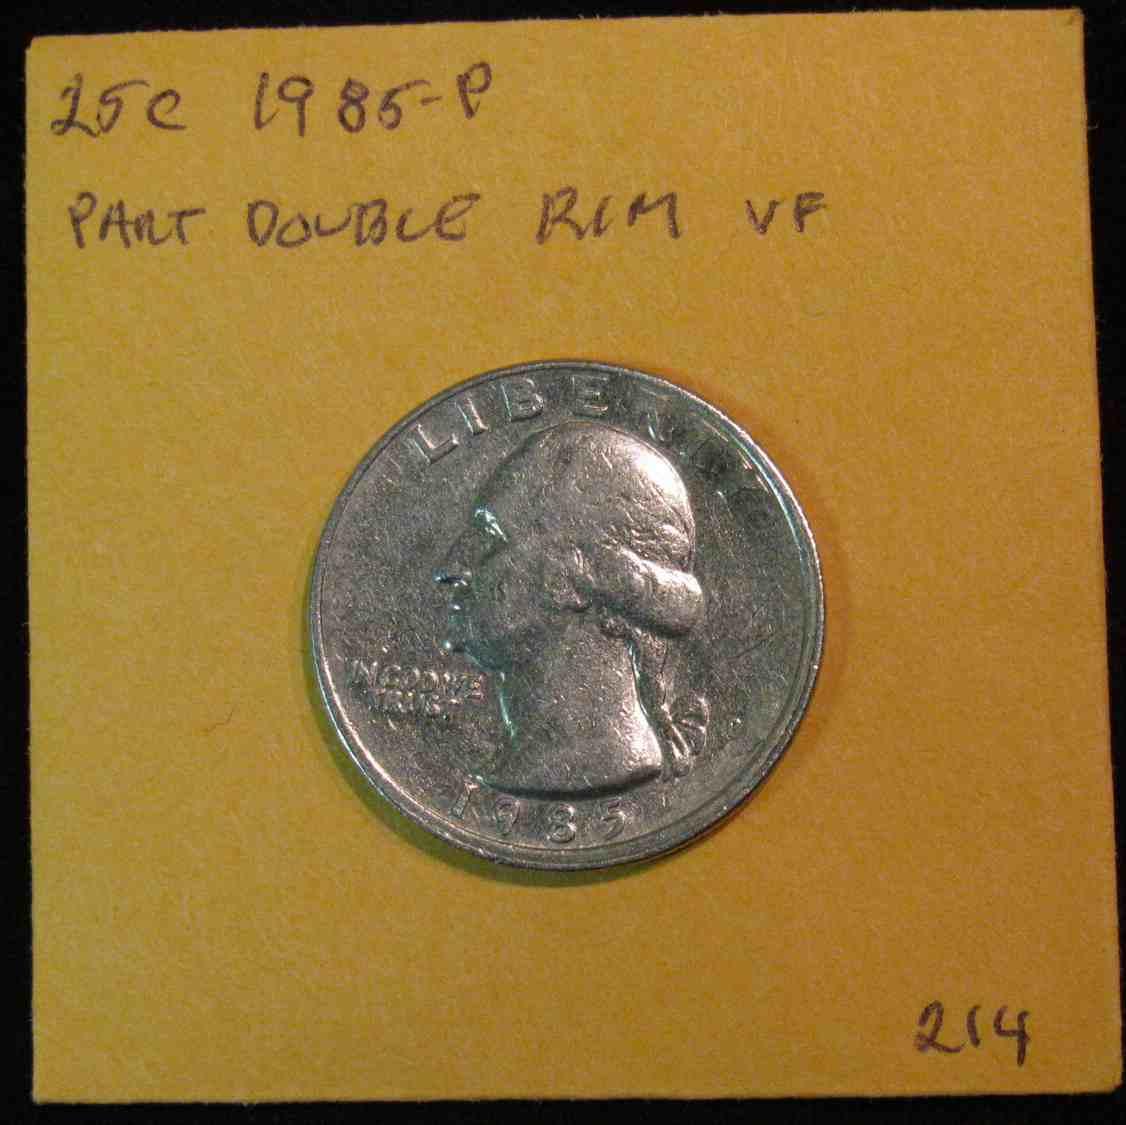 25c 1985-P
PART DOUBLE RIM VF
LIBERTY
IN GOD WE
TRUST
1985
214